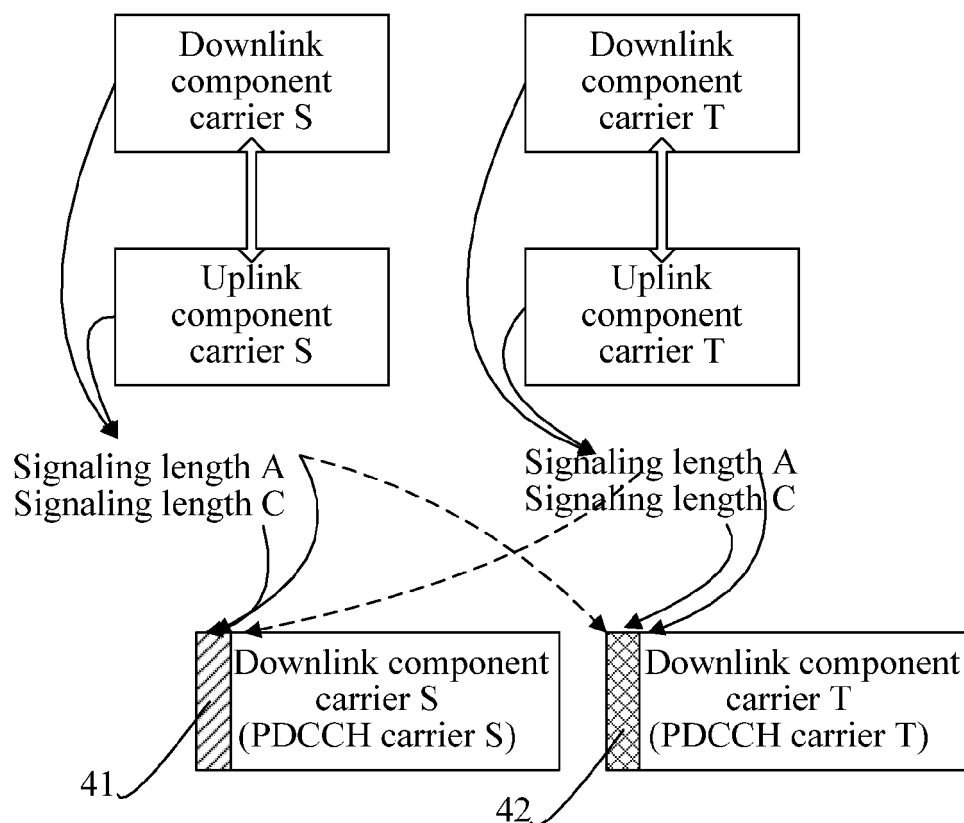 Downlink
component
carrier S
Downlink
component
carrier T
Uplink
component
carrier S
Uplink
component
carrier T
Signaling length A
Signaling length C
Signaling length A
Signaling length C
Downlink component
carrier S
(PDCCH carrier S)
Downlink component
carrier T
(PDCCH carrier T)
41
42